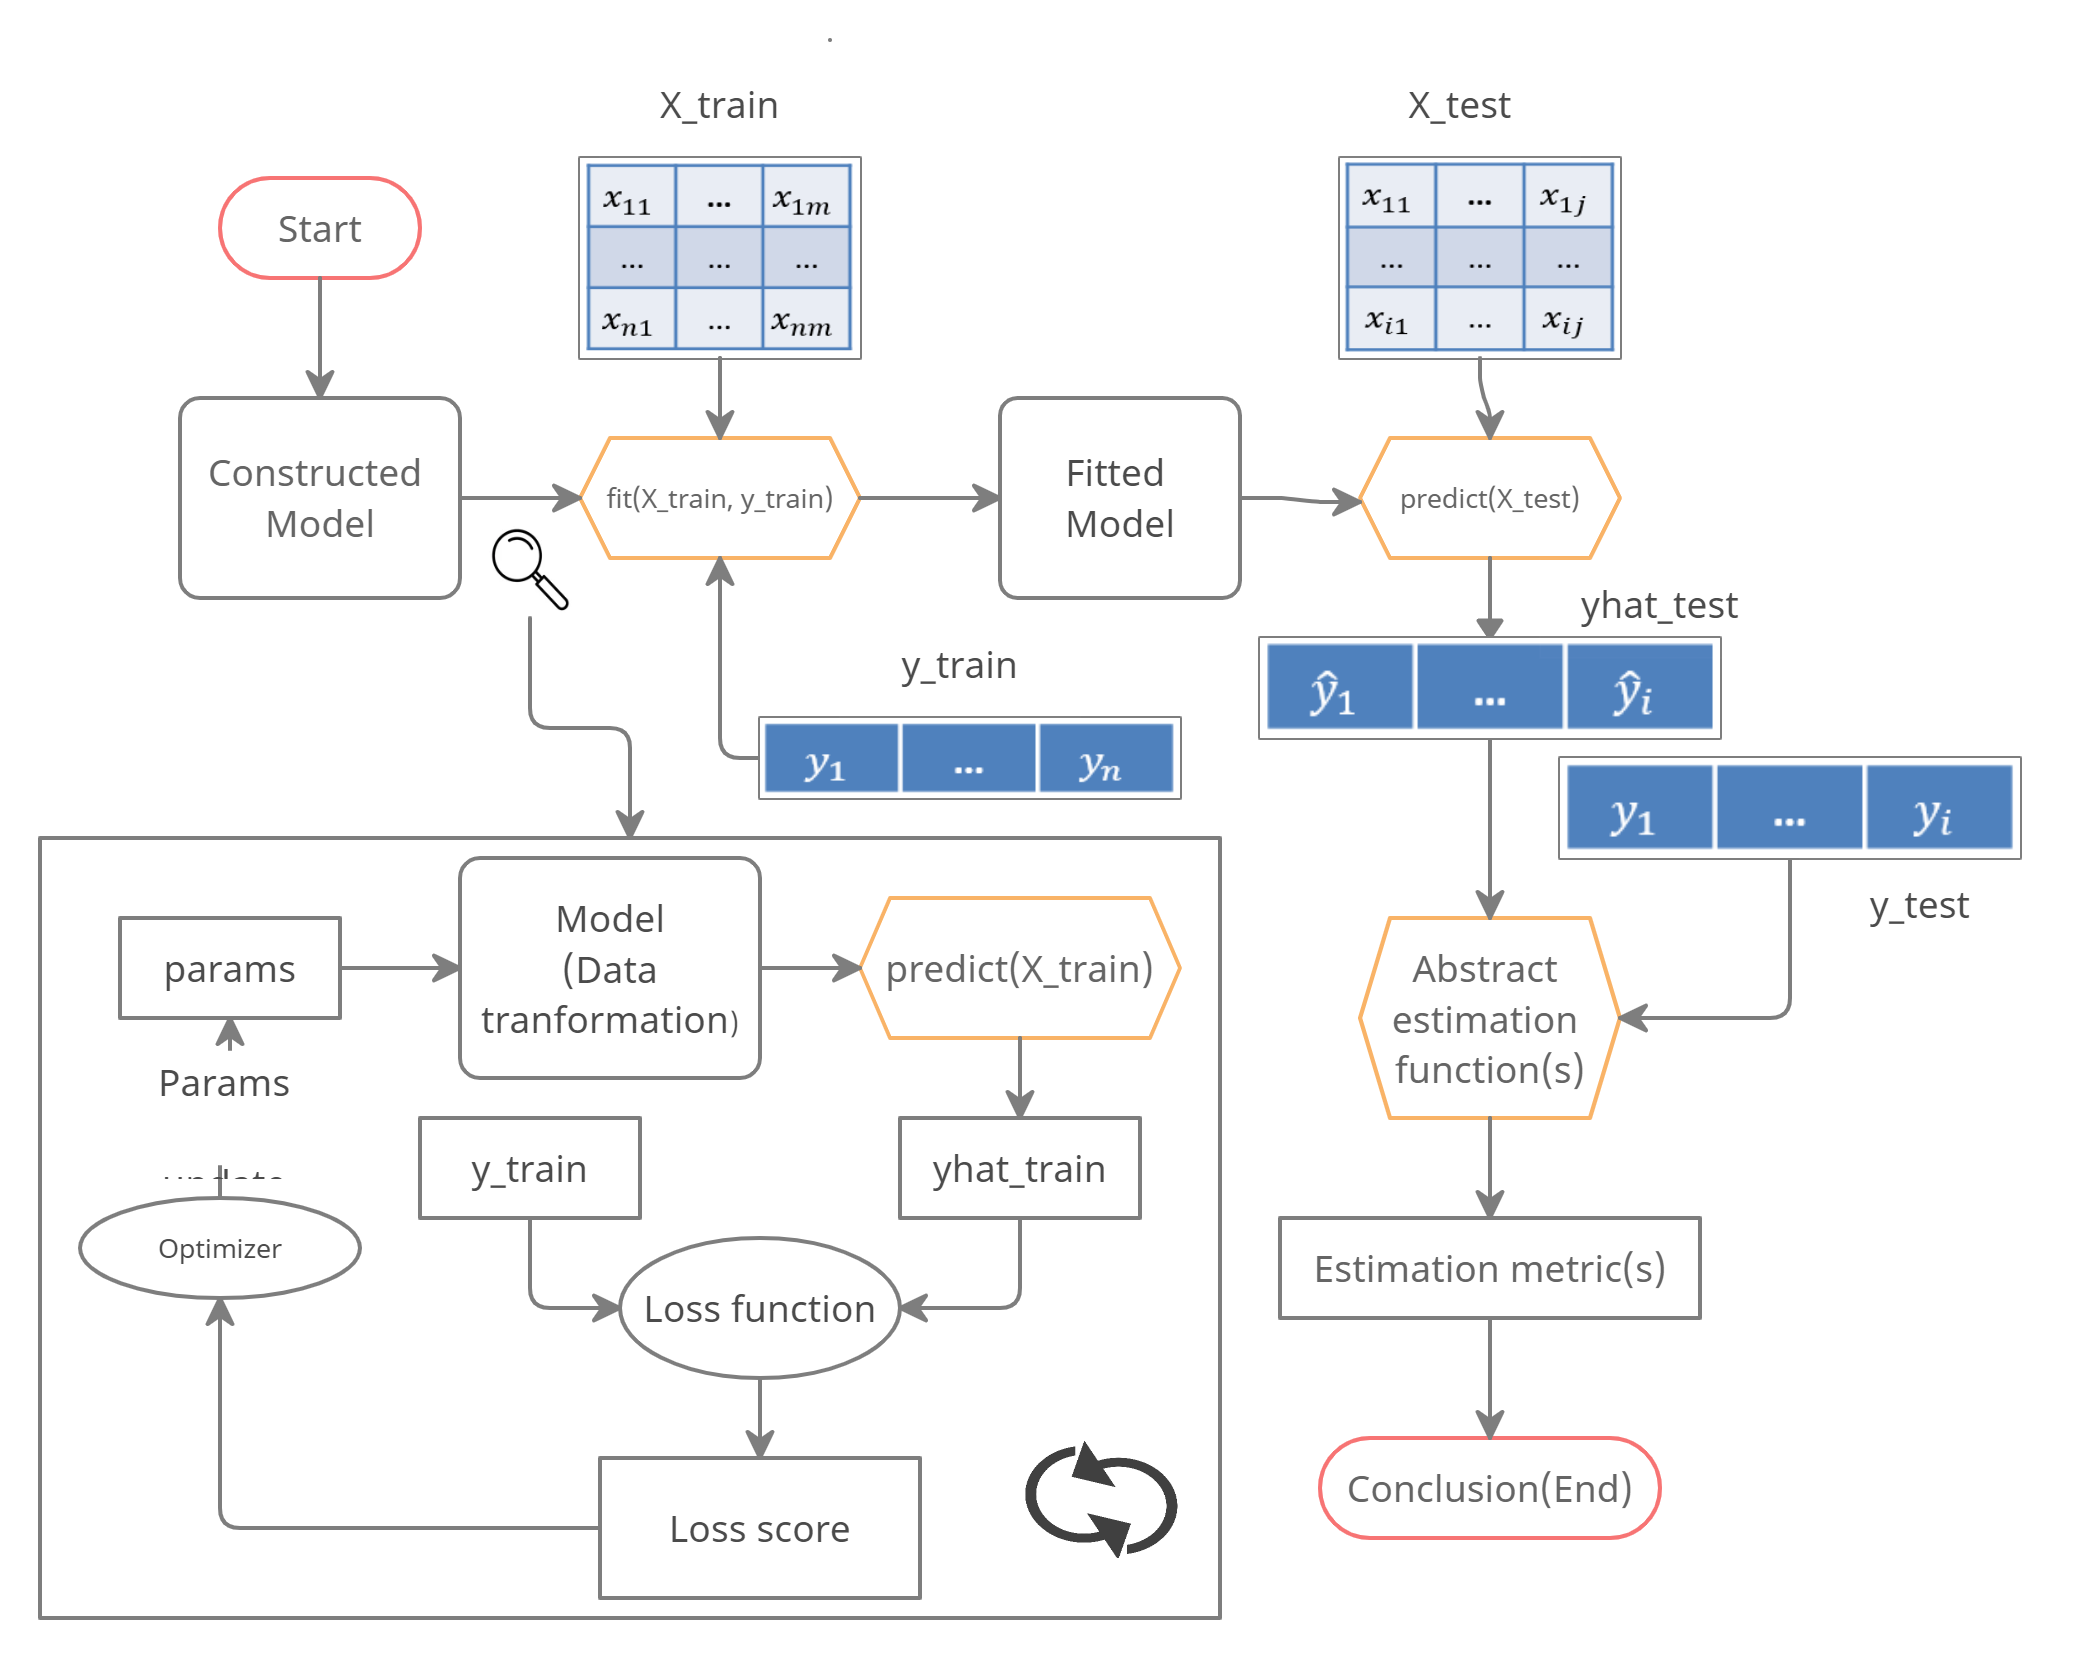 X_train
X_test
Start
x11 ... x1m
... ... ...
xn1 ... xnm
x11 ... x1j
... ... ...
xi1 ... xij
Constructed
Model
fit(X_train, y_train)
Fitted
Model
predict(X_test)
yhat_test
ŷ1 ... ŷi
y_train
y1 ... yn
y1 ... yi
y_test
params
Model
(Data
tranformation)
predict(X_train)
Abstract
estimation
function(s)
Params
update
y_train
yhat_train
Optimizer
Loss function
Estimation metric(s)
Loss score
Conclusion(End)